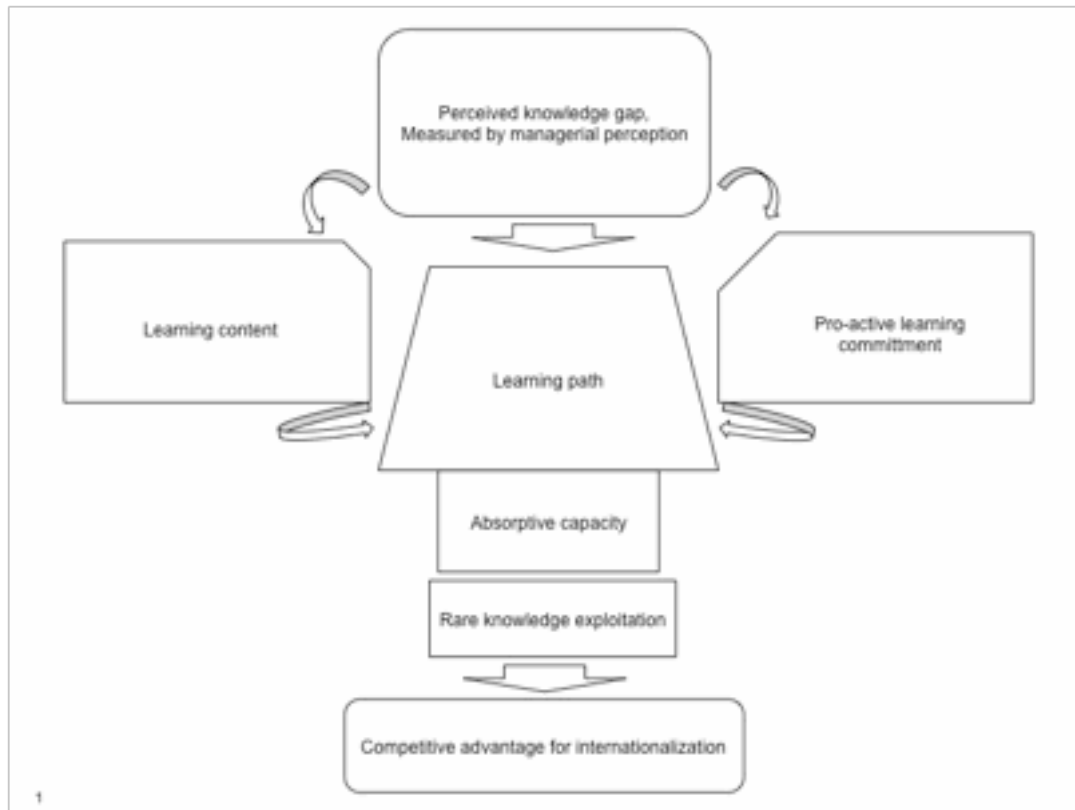 Perceived knowledge gap,
Measured by managerial perception
Learning content
Pro-active learning
committment
Learning path
Absorptive capacity
Rare knowledge exploitation
Competitive advantage for internationalization
1